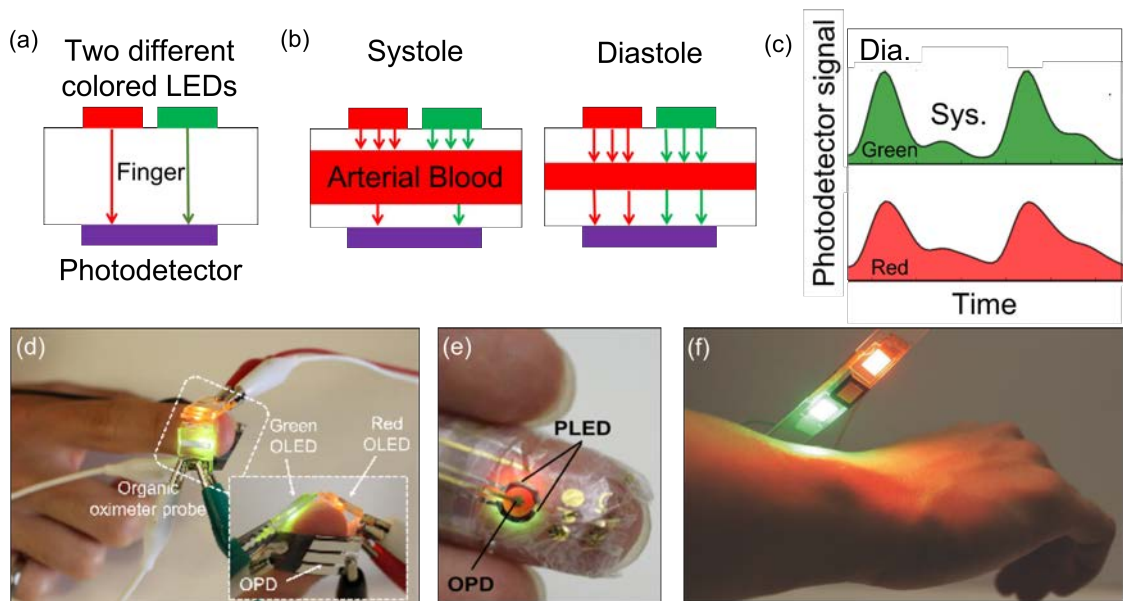 (a)
Two different
colored LEDs
Finger
Photodetector
(b)
Systole
Diastole
Arterial Blood
(c)
Photodetector signal
Dia.
Sys.
Green
Red
Time
(d)
Green
OLED
Red
OLED
Organic
oximeter probe
OPD
(e)
PLED
OPD
(f)